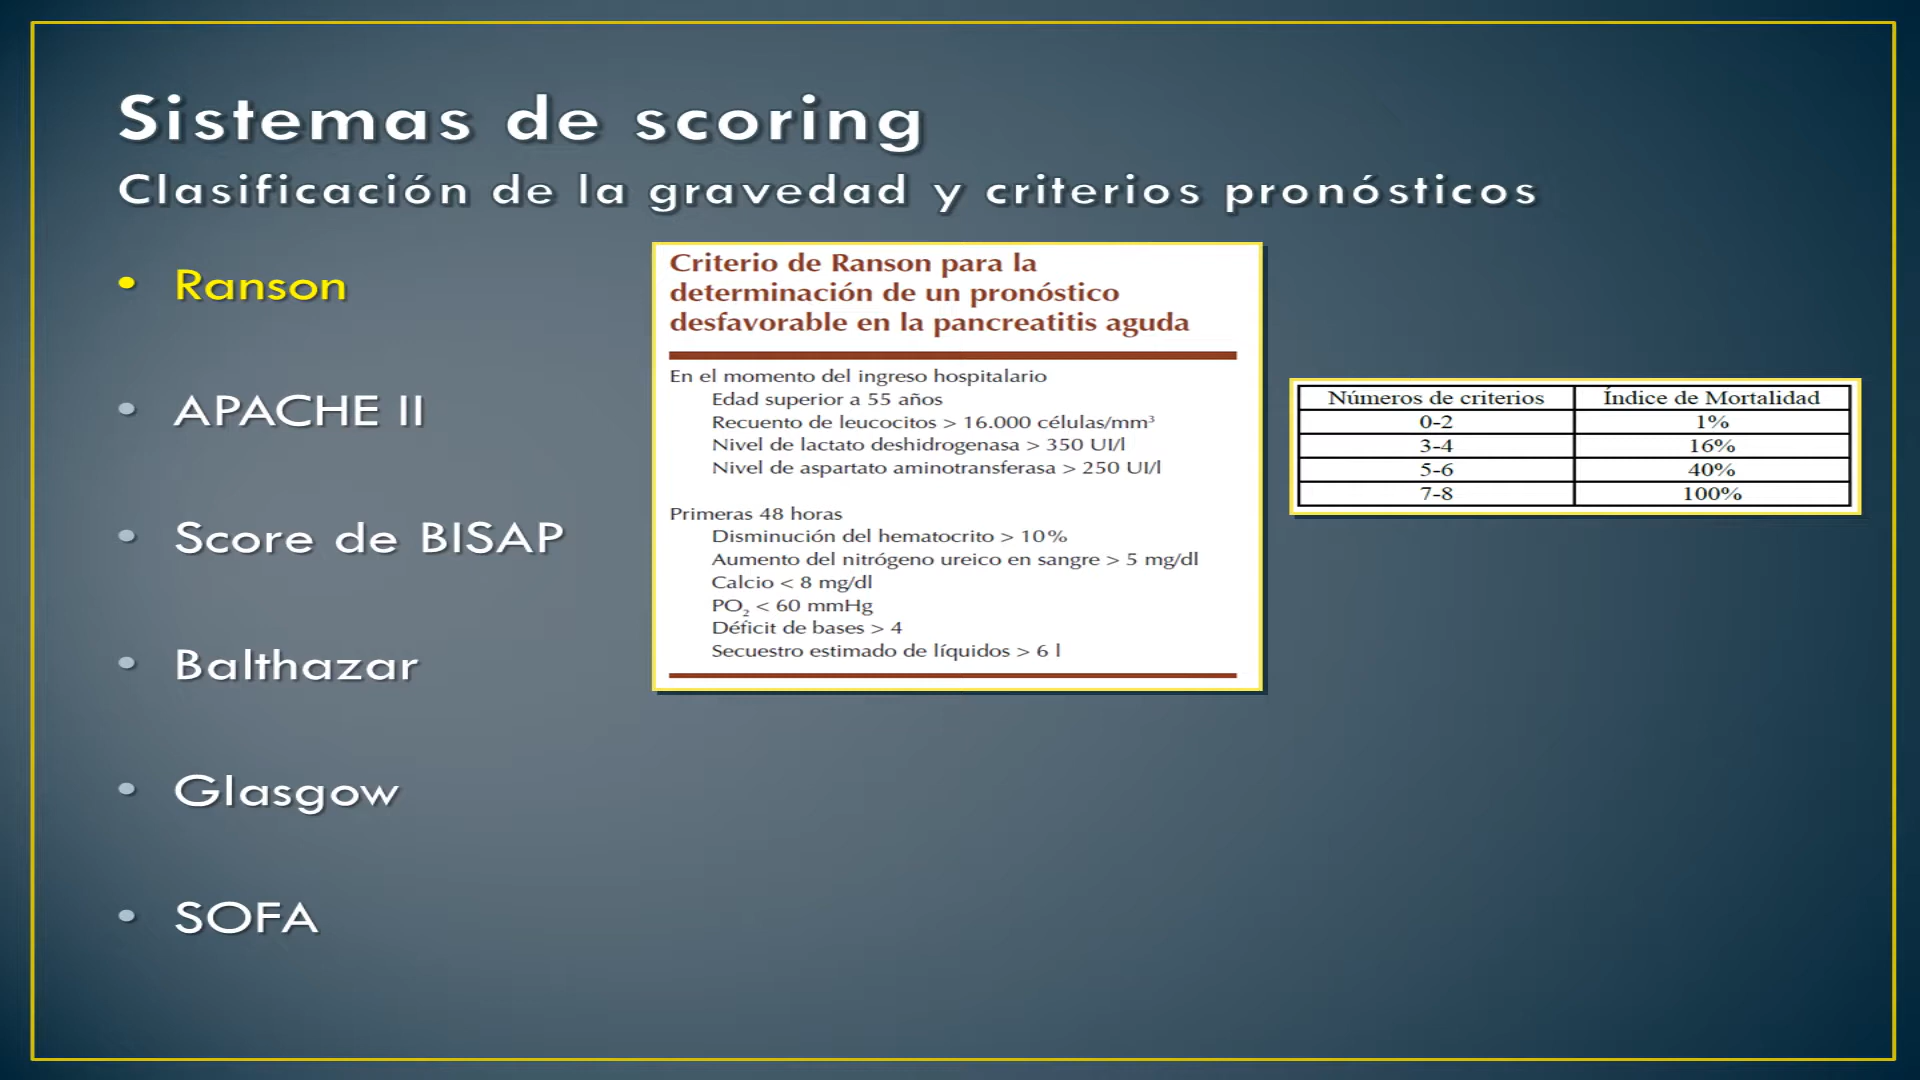 Sistemas de scoring
Clasificación de la gravedad y criterios pronósticos
• Ranson
• APACHE II
• Score de BISAP
• Balthazar
• Glasgow
• SOFA
Criterio de Ranson para la
determinación de un pronóstico
desfavorable en la pancreatitis aguda
En el momento del ingreso hospitalario
Edad superior a 55 años
Recuento de leucocitos > 16.000 células/mm³
Nivel de lactato deshidrogenasa > 350 UI/l
Nivel de aspartato aminotransferasa > 250 UI/l
Primeras 48 horas
Disminución del hematocrito > 10%
Aumento del nitrógeno ureico en sangre > 5 mg/dl
Calcio < 8 mg/dl
PO₂ < 60 mmHg
Déficit de bases > 4
Secuestro estimado de líquidos > 6 l
Números de criterios Índice de Mortalidad
0-2 1%
3-4 16%
5-6 40%
7-8 100%